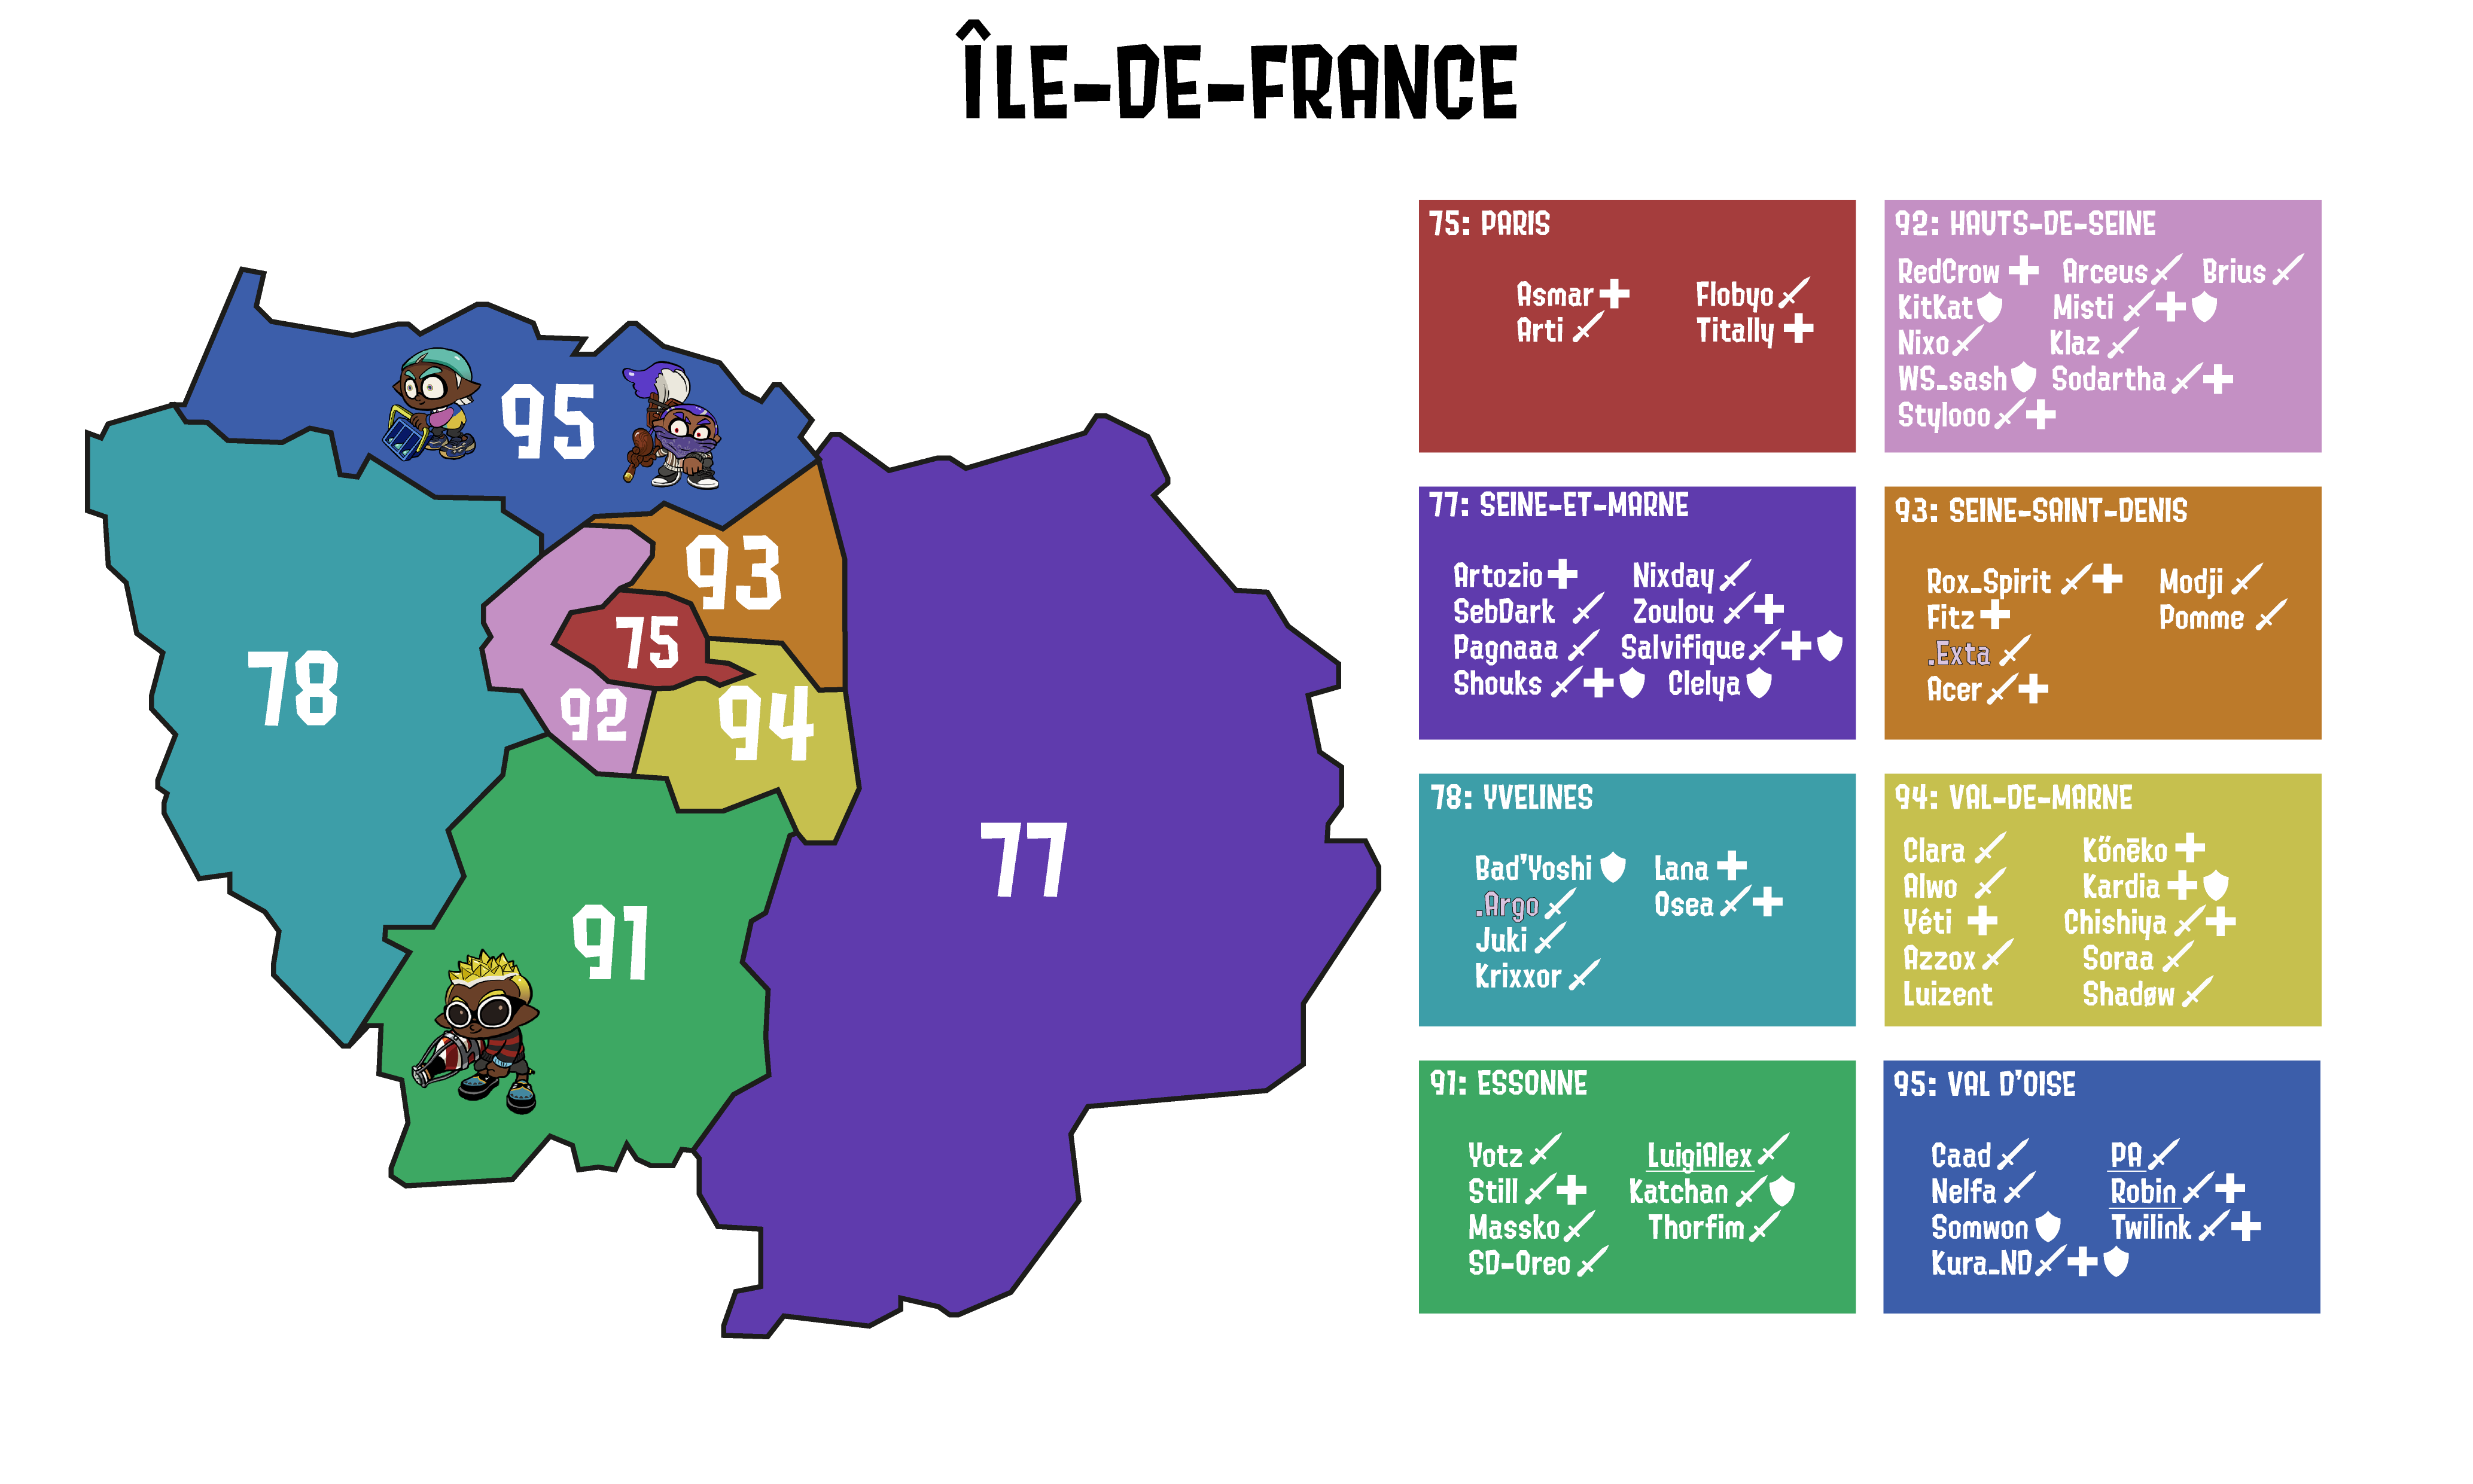 ÎLE-DE-FRANCE
95
93
75
78
92
94
77
91
75: PARIS
Asmar Flobyo
Arti Titally
92: HAUTS-DE-SEINE
RedCrow Arceus Brius
KitKat Misti
Nixo Klaz
WS_sash Sodartha
Stylooo
77: SEINE-ET-MARNE
Artozio Nixday
SebDark Zoulou
Pagnaaa Salvifique
Shouks Clelya
93: SEINE-SAINT-DENIS
Rox_Spirit Modji
Fitz Pomme
.Exta
Acer
78: YVELINES
Bad'Yoshi Lana
.Argo Osea
Juki
Krixxor
94: VAL-DE-MARNE
Clara Kőnēko
Alwo Kardia
Yéti Chishiya
Azzox Soraa
Luizent Shadøw
91: ESSONNE
Yotz LuigiAlex
Still Katchan
Massko Thorfim
SD-Oreo
95: VAL D'OISE
Caad PA
Nelfa Robin
Somwon Twilink
Kura_ND